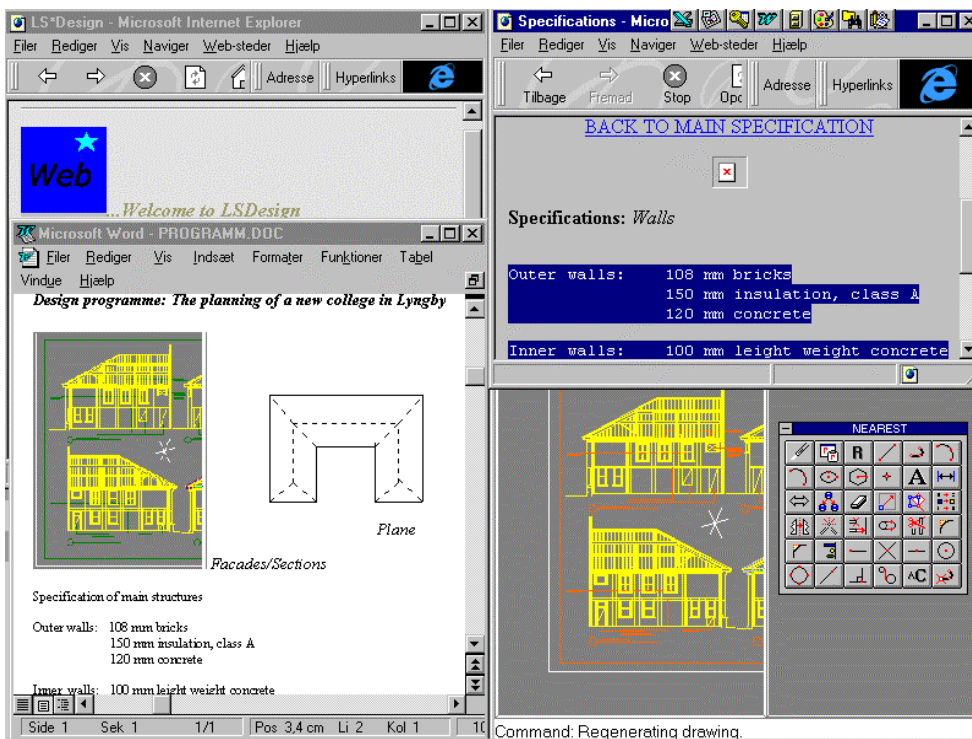 LS*Design - Microsoft Internet Explorer
Filer Rediger Vis Naviger Web-steder Hjælp
Adresse Hyperlinks
Web
...Welcome to LSDesign
Microsoft Word - PROGRAMM.DOC
Filer Rediger Vis Indsæt Formater Funktioner Tabel
Vindue Hjælp
Design programme: The planning of a new college in Lyngby
Plane
Facades/Sections
Specification of main structures
Outer walls: 108 mm bricks
150 mm insulation, class A
120 mm concrete
Inner walls: 100 mm leight weight concrete
Side 1 Sek 1 1/1 Pos 3,4 cm Li 2 Kol 1 10
Specifications - Micro
Filer Rediger Vis Naviger Web-steder Hjælp
Tilbage Fremad Stop Opc Adresse Hyperlinks
BACK TO MAIN SPECIFICATION
Specifications: Walls
Outer walls: 108 mm bricks
150 mm insulation, class A
120 mm concrete
Inner walls: 100 mm leight weight concrete
NEAREST
R
A
AC
Command: Regenerating drawing.